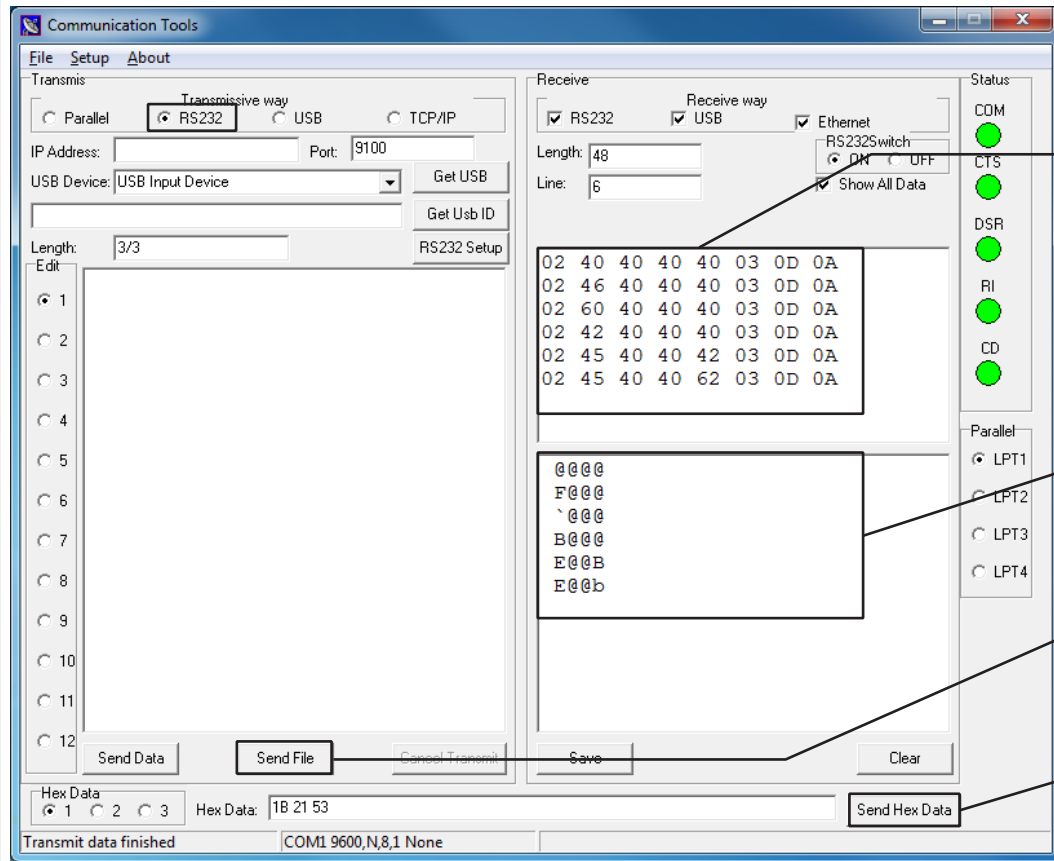 Communication Tools
File Setup About
Transmis
Transmissive way
Parallel RS232 USB TCP/IP
IP Address: Port: 9100
USB Device: USB Input Device Get USB
Get Usb ID
Length: 3/3 RS232 Setup
Edit
1
2
3
4
5
6
7
8
9
10
11
12
Send Data Send File Cancel Transmit
Receive
Receive way
RS232 USB Ethernet
Length: 48
RS232Switch
ON OFF
Line: 6
Show All Data
02 40 40 40 40 03 0D 0A
02 46 40 40 40 03 0D 0A
02 60 40 40 40 03 0D 0A
02 42 40 40 40 03 0D 0A
02 45 40 40 42 03 0D 0A
02 45 40 40 62 03 0D 0A
@@@@
F@@@
`@@@
B@@@
E@@B
E@@b
Save Clear
Status
COM
CTS
DSR
RI
CD
Parallel
LPT1
LPT2
LPT3
LPT4
Hex Data
1 2 3 Hex Data: 1B 21 53 Send Hex Data
Transmit data finished COM1 9600,N,8,1 None